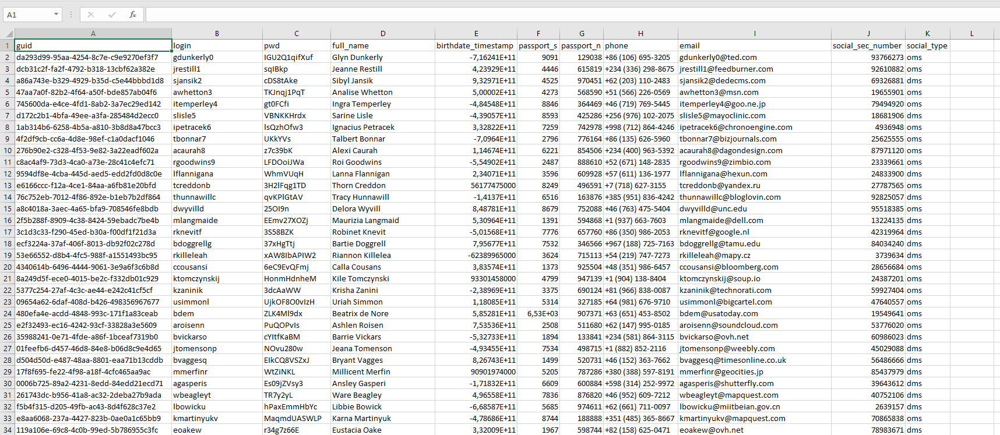 A1 fx
A B C D E F G H I J K L
1 guid login pwd full_name birthdate_timestamp passport_s passport_n phone email social_sec_number social_type
2 da293d99-95aa-4254-8c7e-c9e9270ef3f7 gdunkerly0 IGU2Q1qifXuf Glyn Dunkerly -7,16241E+11 9091 129038 +86 (106) 695-3205 gdunkerly0@ted.com 93766273 oms
3 dcb31c2f-fa2f-4792-b318-13cbf62a382e jrestill1 sqIBkp Jeanne Restill 4,23929E+11 4446 615819 +234 (336) 298-8675 jrestill1@feedburner.com 92610882 oms
4 a86a743e-b329-4929-b35d-c5e44bbbd1d8 sjansik2 cDS8tAke Sibyl Jansik 9,32971E+11 4525 970451 +62 (203) 110-2483 sjansik2@dedecms.com 69326881 dms
5 47aa7a0f-82b2-4f64-a50f-bde857ab04f6 awhetton3 TKJnqj1PqT Analise Whetton 5,00002E+11 4273 568590 +51 (566) 226-0569 awhetton3@msn.com 19655901 oms
6 745600da-e4ce-4fd1-8ab2-3a7ec29ed142 itemperley4 gt0FCfi Ingra Temperley -4,84548E+11 8846 364469 +46 (719) 769-5445 itemperley4@goo.ne.jp 79494920 oms
7 d172c2b1-4bfa-49ee-a3fa-285484d2ecc0 slisle5 VBNKKHrdx Sarine Lisle -4,39057E+11 8593 425286 +256 (976) 102-2075 slisle5@mayoclinic.com 18681906 dms
8 1ab314b6-6258-4b5a-a810-3b8d8a47bcc3 ipetracek6 lsQzhOfw3 Ignacius Petracek 3,32822E+11 7259 742978 +998 (712) 864-4246 ipetracek6@chronoengine.com 4936948 oms
9 4f2df9cb-cc6a-4d8e-98ef-c1a0dacf1046 tbonnar7 UKkYVs Talbert Bonnar -7,0964E+11 2796 776164 +86 (135) 626-5960 tbonnar7@bizjournals.com 25625555 oms
10 276b90e2-c328-4f53-9e82-3a22eadf602a acaurah8 z7c39bK Alexi Caurah 1,14674E+11 6221 854506 +234 (400) 963-5392 acaurah8@dagondesign.com 87971120 oms
11 c8ac4af9-73d3-4ca0-a73e-28c41c4efc71 rgoodwins9 LFDOoiJWa Roi Goodwins -5,54902E+11 2487 888610 +52 (671) 148-2835 rgoodwins9@zimbio.com 23339661 oms
12 9594df8e-4cba-445d-aed5-edd2fd0d8c0e lflannigana WhmVUqH Lanna Flannigan 2,34071E+11 3596 609928 +57 (611) 136-1977 lflannigana@hexun.com 24833900 dms
13 e6166ccc-f12a-4ce1-84aa-a6fb81e20bfd tcreddonb 3H2lFqg1TD Thorn Creddon 56177475000 8249 496591 +7 (718) 627-3155 tcreddonb@yandex.ru 27787565 oms
14 76c752eb-7012-4f86-892e-b1eb7b2df864 thunnawillc qvKPlGtAV Tracy Hunnawill -1,4137E+11 6516 163876 +385 (951) 836-4242 thunnawillc@bloglovin.com 92825057 dms
15 a8c4018a-3aec-4a65-bfa9-708546fe8bdb dwyvilld 25OI9n Delora Wyvill 8,48781E+11 8679 752088 +46 (763) 475-5404 dwyvilld@unc.edu 95518385 oms
16 2f5b288f-8909-4c38-8424-59ebadc7be4b mlangmaide EEmv27XOZj Maurizia Langmaid 5,30964E+11 1391 594868 +1 (937) 663-7603 mlangmaide@dell.com 13224135 dms
17 3c1d3c33-f290-45ed-b30a-f00df1f21d3a rknevitf 3S58BZK Robinet Knevit -5,01568E+11 7776 657760 +86 (350) 986-2053 rknevitf@google.nl 42319964 dms
18 ecf3224a-37af-406f-8013-db92f02c278d bdoggrellg 37xHgTtj Bartie Doggrell 7,95677E+11 7532 346566 +967 (188) 725-7163 bdoggrellg@tamu.edu 84034240 dms
19 53e66552-d8b4-4fc5-988f-a1551493bc95 rkilleleah xAW8IbAPIW2 Riannon Killelea -62389965000 3624 715113 +54 (219) 747-7273 rkilleleah@mapy.cz 3739634 dms
20 4340614b-6496-4444-9061-3e9a6f3c6b8d ccousansi 6eC9EvQFmj Calla Cousans 3,83574E+11 1373 925504 +48 (351) 986-6457 ccousansi@bloomberg.com 28656684 oms
21 8a249d5f-ece0-4015-be2c-f332db01c929 ktomczynskij HonmHdnheM Kile Tomczynski 93301458000 4799 947139 +1 (904) 138-8404 ktomczynskij@soup.io 24387201 oms
22 5377c254-27af-4c3c-ae44-e242c41cf5cf kzaninik 3dcAaWW Krisha Zanini -2,38969E+11 3375 690124 +81 (966) 838-0087 kzaninik@technorati.com 59927404 dms
23 09654a62-6daf-408d-b426-498356967677 usimmonl UjkOF8O0vIzH Uriah Simmon 1,18085E+11 5314 327185 +64 (981) 676-9710 usimmonl@bigcartel.com 47640557 oms
24 480efa4e-acdd-4848-993c-171f1a83ceab bdem ZLK4Ml9dx Beatrix de Nore 5,85281E+11 6,53E+03 907371 +63 (651) 453-8502 bdem@usatoday.com 19549641 oms
25 e2f32493-ec16-4242-93cf-33828a3e5609 aroisenn PuQOPvIs Ashlen Roisen 7,53536E+11 2508 511680 +62 (147) 995-0185 aroisenn@soundcloud.com 53776020 oms
26 35988241-0e71-4fde-a86f-1bceaf7319b0 bvickarso cYItfKaBM Barrie Vickars -5,32733E+11 1894 133841 +234 (581) 864-3115 bvickarso@ovh.net 60986023 dms
27 01feefb6-d457-46d8-84e8-b06d8c9e4d65 jtomensonp NOvu280w Jeana Tomenson -4,93455E+11 7534 498715 +1 (882) 852-2116 jtomensonp@weebly.com 45029088 dms
28 d504d50d-e487-48aa-8801-eaa71b13cddb bvaggesq EIkCQ8VSZxJ Bryant Vagges 8,26743E+11 1499 520731 +46 (152) 363-7662 bvaggesq@timesonline.co.uk 56486666 dms
29 17f8f695-fe22-4f98-a18f-4cfc465aa9ac mmerfinr WtZiNKL Millicent Merfin 90901974000 5205 787286 +380 (388) 597-8191 mmerfinr@geocities.jp 85437979 dms
30 0006b725-89a2-4231-8edd-84edd21ecd71 agasperis Es09jZVsy3 Ansley Gasperi -1,71832E+11 6609 600884 +598 (314) 252-9972 agasperis@shutterfly.com 39643612 dms
31 261743dc-b956-41a8-ac32-2deba27b9ada wbeagleyt TR7y2yL Ware Beagley 4,96558E+11 7836 876820 +46 (952) 609-7212 wbeagleyt@mapquest.com 40752106 dms
32 f5b4f315-d205-49fb-ac43-8d4f628c37e2 lbowicku hPaxEmmHbYc Libbie Bowick -6,68587E+11 5685 974611 +62 (661) 711-0097 lbowicku@miitbeian.gov.cn 2639157 dms
33 e8aa6068-237a-4427-823b-0ae0a1c65bb9 kmartinyukv MaqmdUASWLP Karna Martinyuk -4,78686E+11 8744 188888 +351 (485) 365-8667 kmartinyukv@mapquest.com 70865838 oms
34 119a106e-69c8-4c0b-99ed-5b786955c3fc eoakew r34g7z66E Eustacia Oake 3,32009E+11 1967 598744 +82 (158) 625-0471 eoakew@ovh.net 78983671 dms